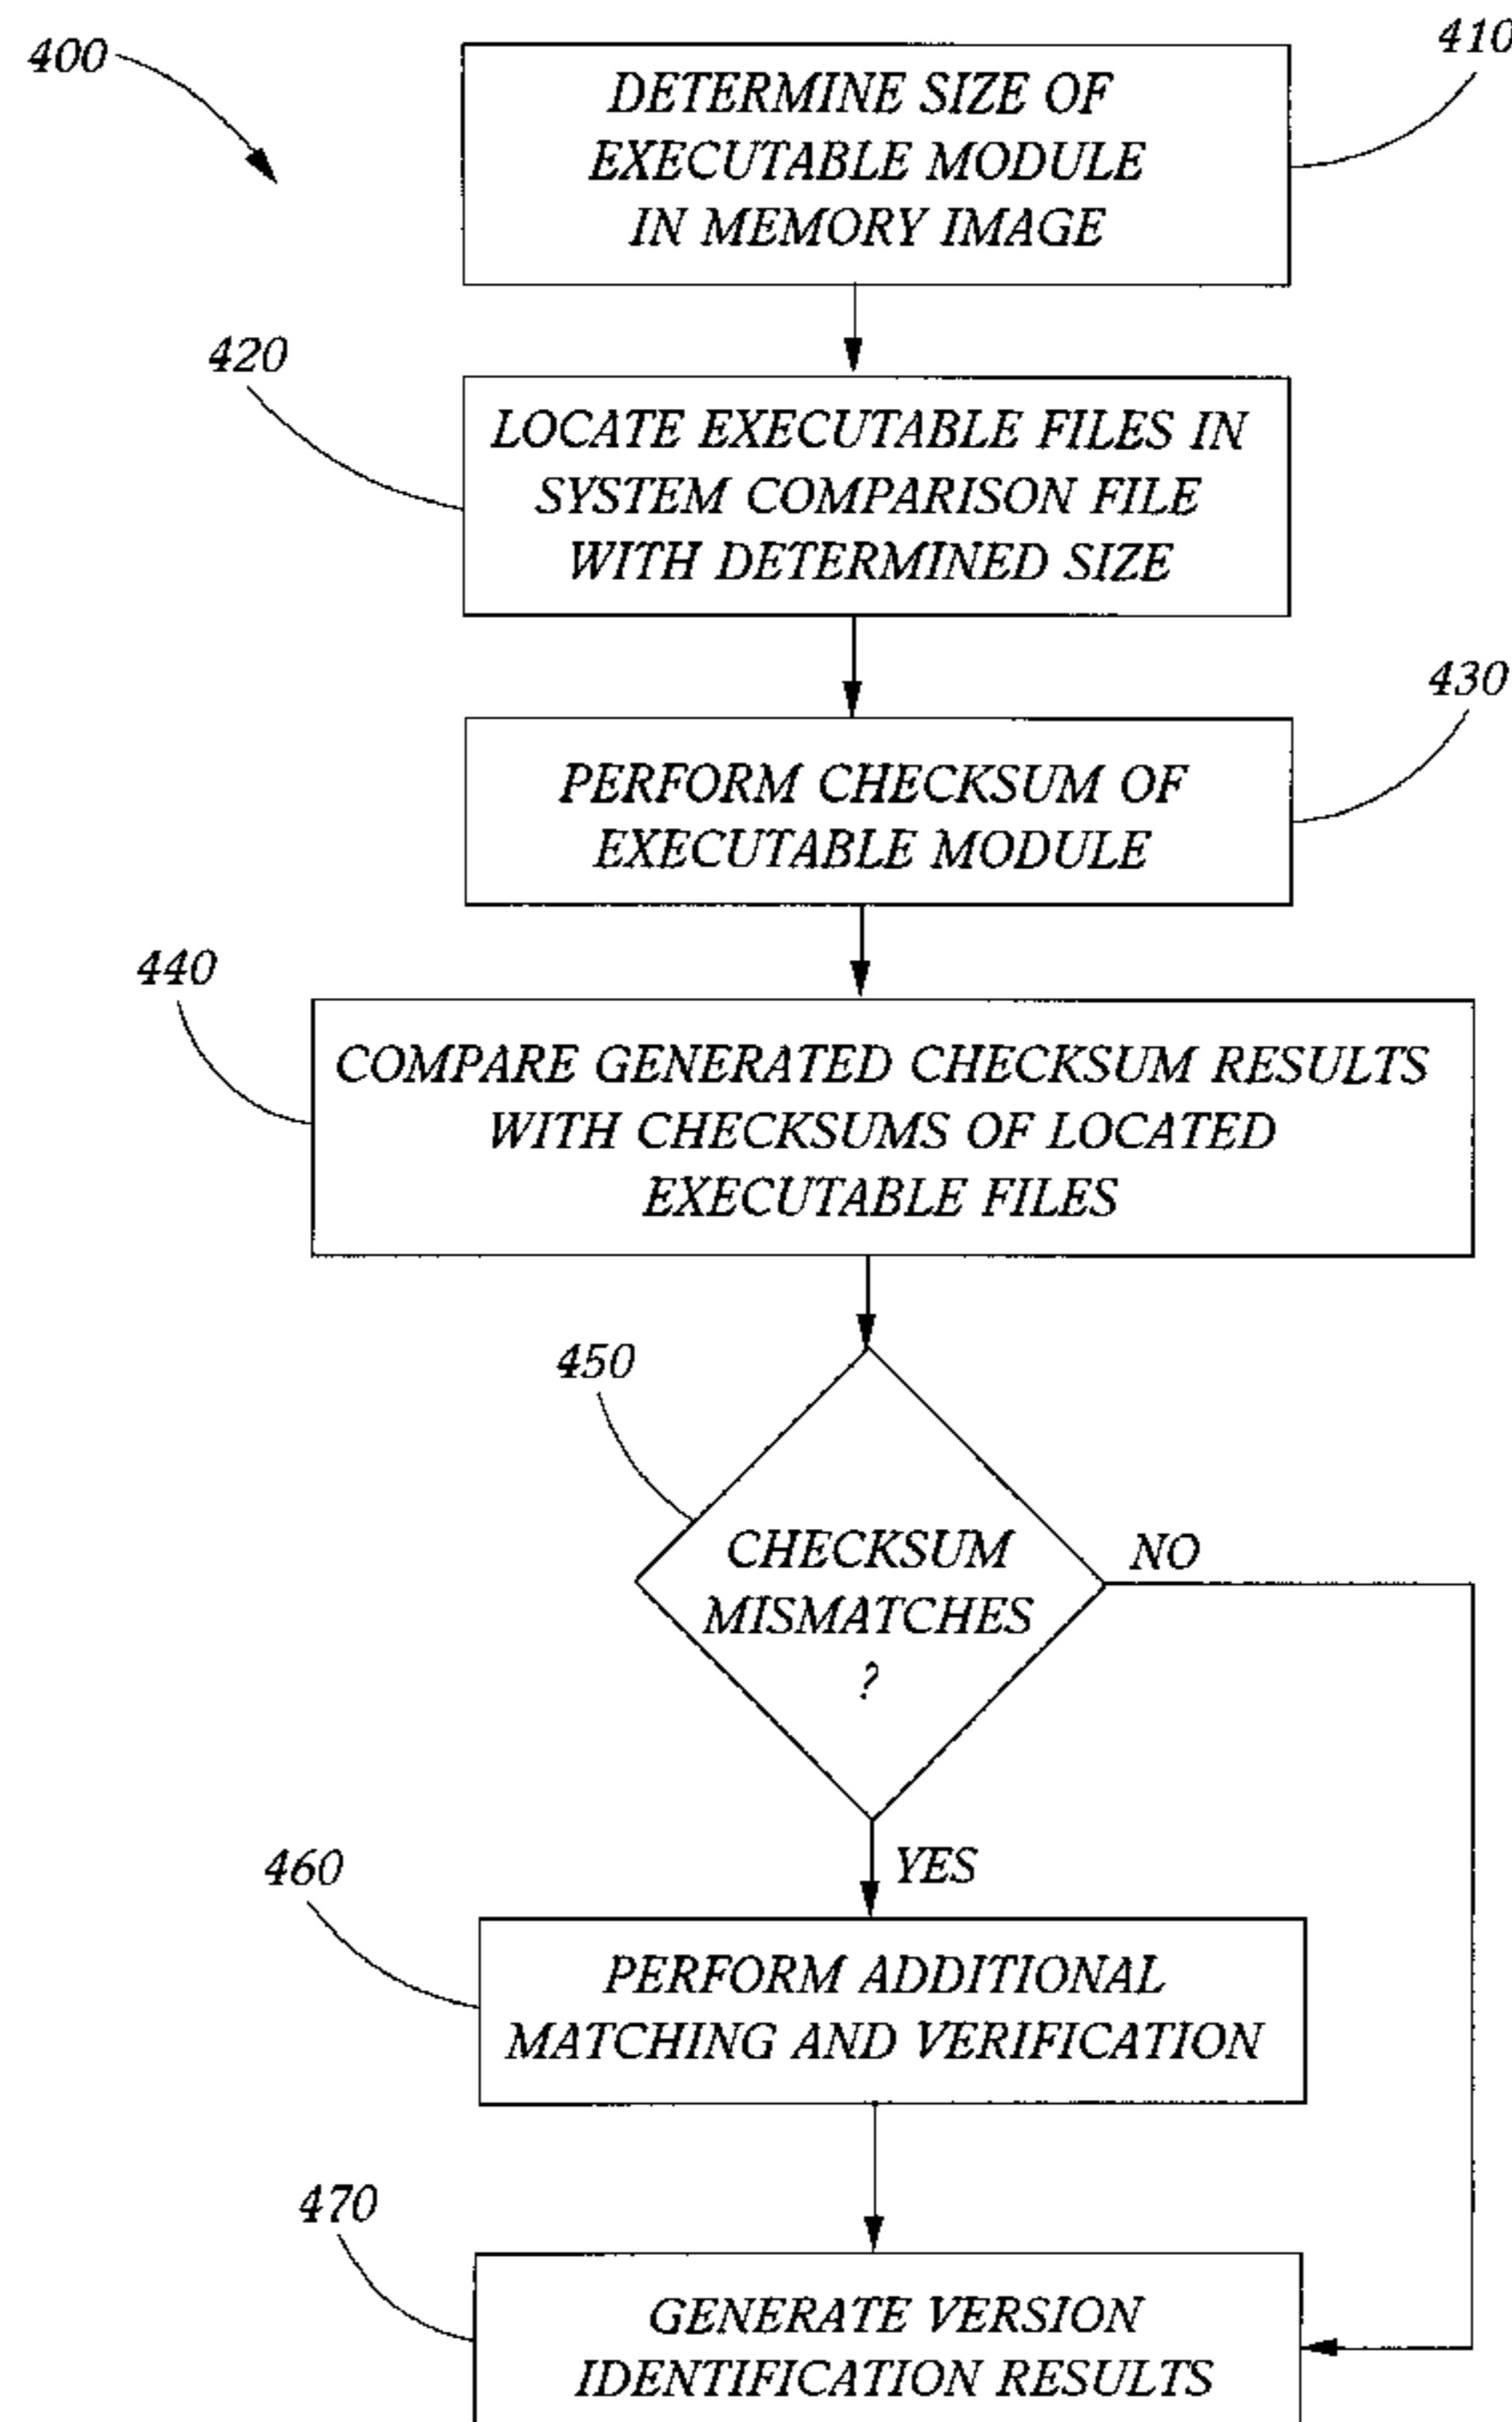 400
410
DETERMINE SIZE OF
EXECUTABLE MODULE
IN MEMORY IMAGE
420
LOCATE EXECUTABLE FILES IN
SYSTEM COMPARISON FILE
WITH DETERMINED SIZE
430
PERFORM CHECKSUM OF
EXECUTABLE MODULE
440
COMPARE GENERATED CHECKSUM RESULTS
WITH CHECKSUMS OF LOCATED
EXECUTABLE FILES
450
CHECKSUM
MISMATCHES
?
NO
YES
460
PERFORM ADDITIONAL
MATCHING AND VERIFICATION
470
GENERATE VERSION
IDENTIFICATION RESULTS